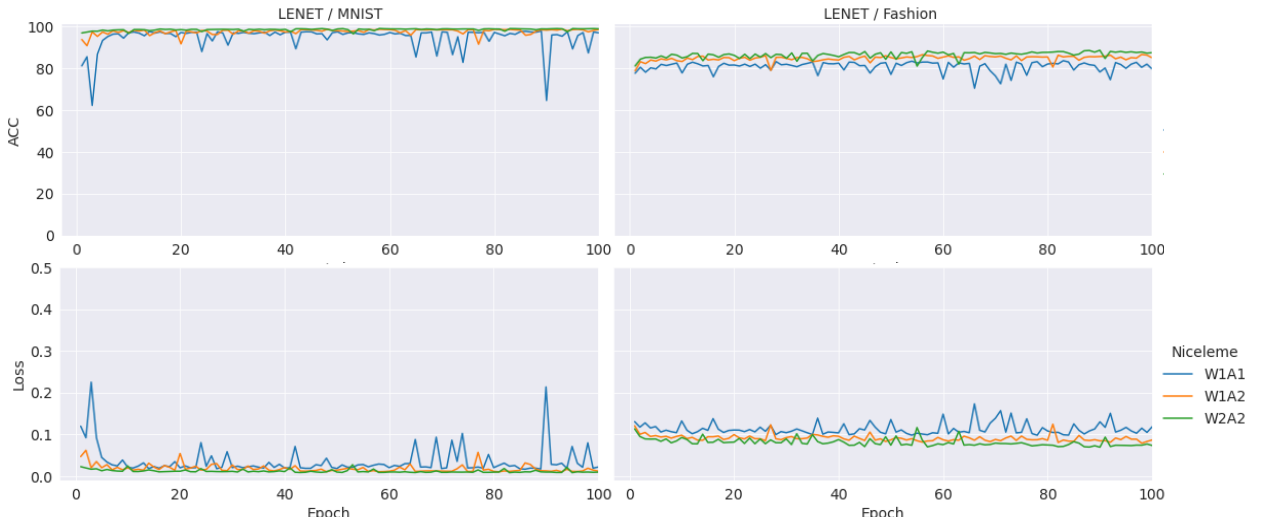 LENET / MNIST
LENET / Fashion
ACC
100
80
60
40
20
0
0 20 40 60 80 100
0 20 40 60 80 100
Loss
0.5
0.4
0.3
0.2
0.1
0.0
0 20 40 60 80 100
0 20 40 60 80 100
Epoch
Epoch
Niceleme
W1A1
W1A2
W2A2